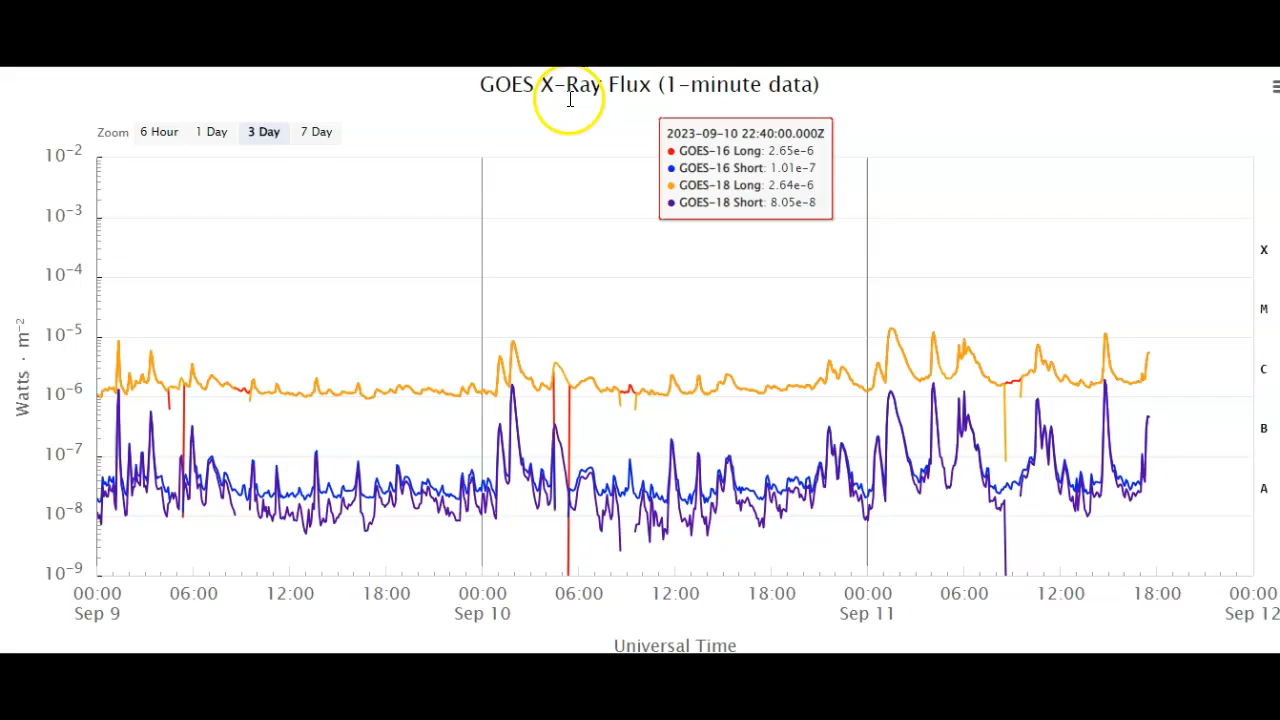 GOES X-Ray Flux (1-minute data)
Zoom 6 Hour 1 Day 3 Day 7 Day
2023-09-10 22:40:00.000Z
GOES-16 Long: 2.65e-6
GOES-16 Short: 1.01e-7
GOES-18 Long: 2.64e-6
GOES-18 Short: 8.05e-8
10⁻²
10⁻³
10⁻⁴
10⁻⁵
10⁻⁶
10⁻⁷
10⁻⁸
10⁻⁹
Watts · m⁻²
X
M
C
B
A
00:00 06:00 12:00 18:00 00:00 06:00 12:00 18:00 00:00 06:00 12:00 18:00 00:00
Sep 9 Sep 10 Sep 11 Sep 12
Universal Time